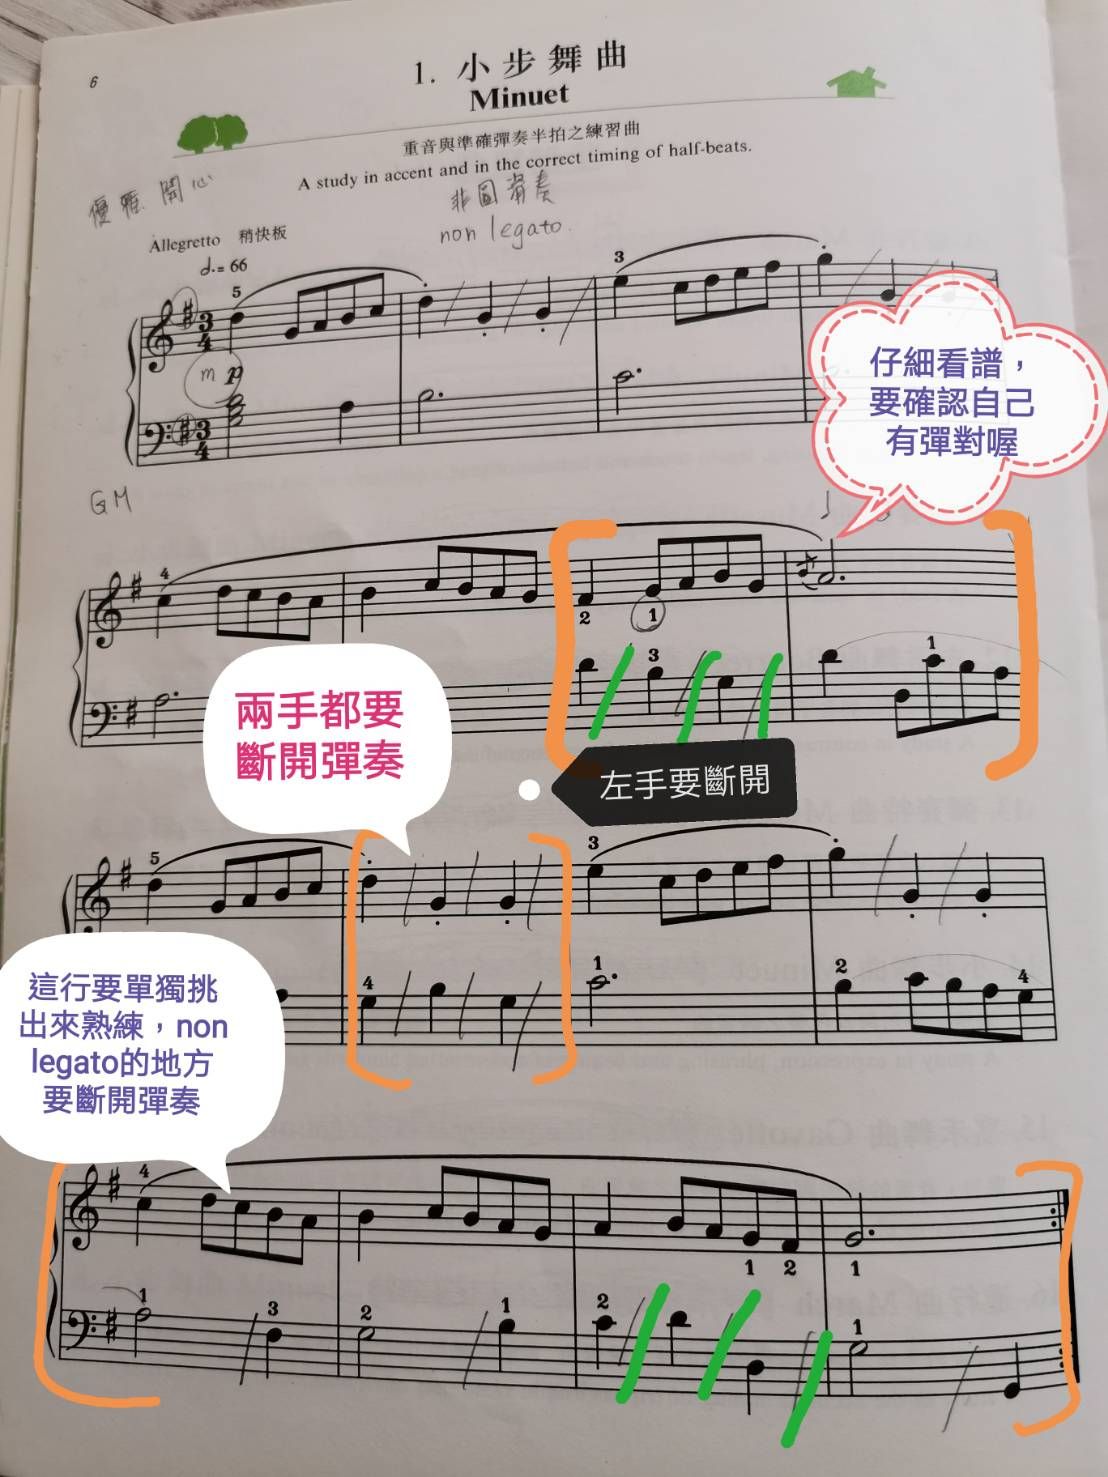 6
1. 小步舞曲
Minuet
重音與準確彈奏半拍之練習曲
A study in accent and in the correct timing of half-beats.
優雅 開心
非圓滑奏
non legato.
Allegretto 稍快板
𝅗𝅥. = 66
3
5
3
4
m p
3
4
仔細看譜，
要確認自己
有彈對喔
GM
4
2 1
3 1
兩手都要
斷開彈奏
左手要斷開
5 3
4 1 2 4
這行要單獨挑
出來熟練，non
legato的地方
要斷開彈奏
4
1 2 1
1 3 2 1 2 1